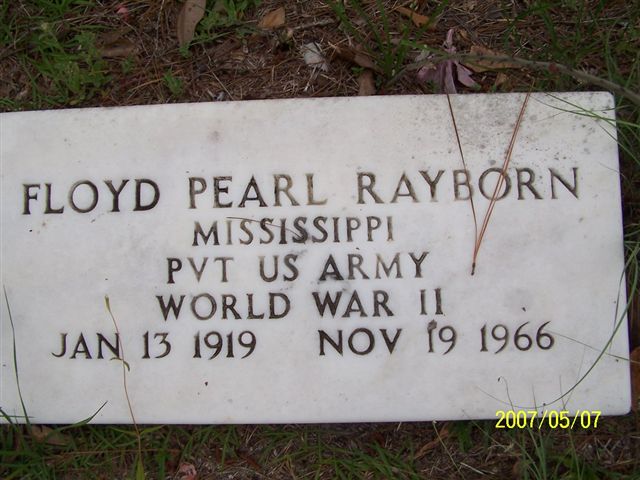 FLOYD PEARL RAYBORN
MISSISSIPPI
PVT US ARMY
WORLD WAR II
JAN 13 1919 NOV 19 1966
2007/05/07